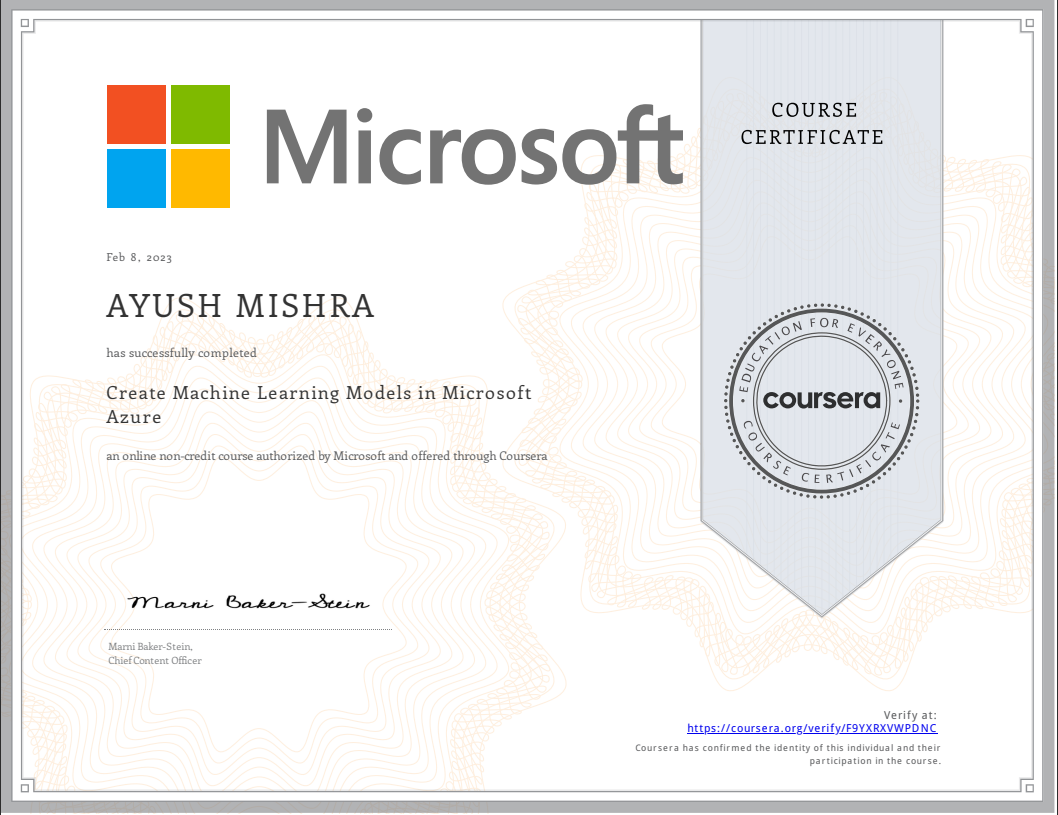 Microsoft
COURSE
CERTIFICATE
Feb 8, 2023
AYUSH MISHRA
has successfully completed
Create Machine Learning Models in Microsoft
Azure
an online non-credit course authorized by Microsoft and offered through Coursera
EDUCATION FOR EVERYONE
coursera
COURSE CERTIFICATE
Marni Baker-Stein
Marni Baker-Stein,
Chief Content Officer
Verify at:
https://coursera.org/verify/F9YXRXVWPDNC
Coursera has confirmed the identity of this individual and their
participation in the course.